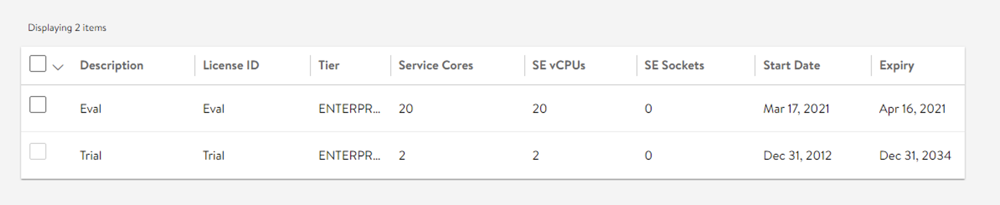 Displaying 2 items
Description License ID Tier Service Cores SE vCPUs SE Sockets Start Date Expiry
Eval Eval ENTERPR... 20 20 0 Mar 17, 2021 Apr 16, 2021
Trial Trial ENTERPR... 2 2 0 Dec 31, 2012 Dec 31, 2034